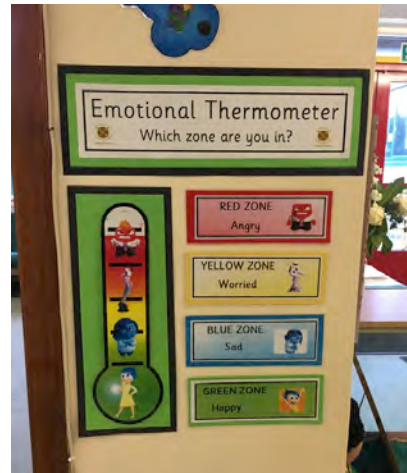 Emotional Thermometer
Which zone are you in?
RED ZONE
Angry
YELLOW ZONE
Worried
BLUE ZONE
Sad
GREEN ZONE
Happy